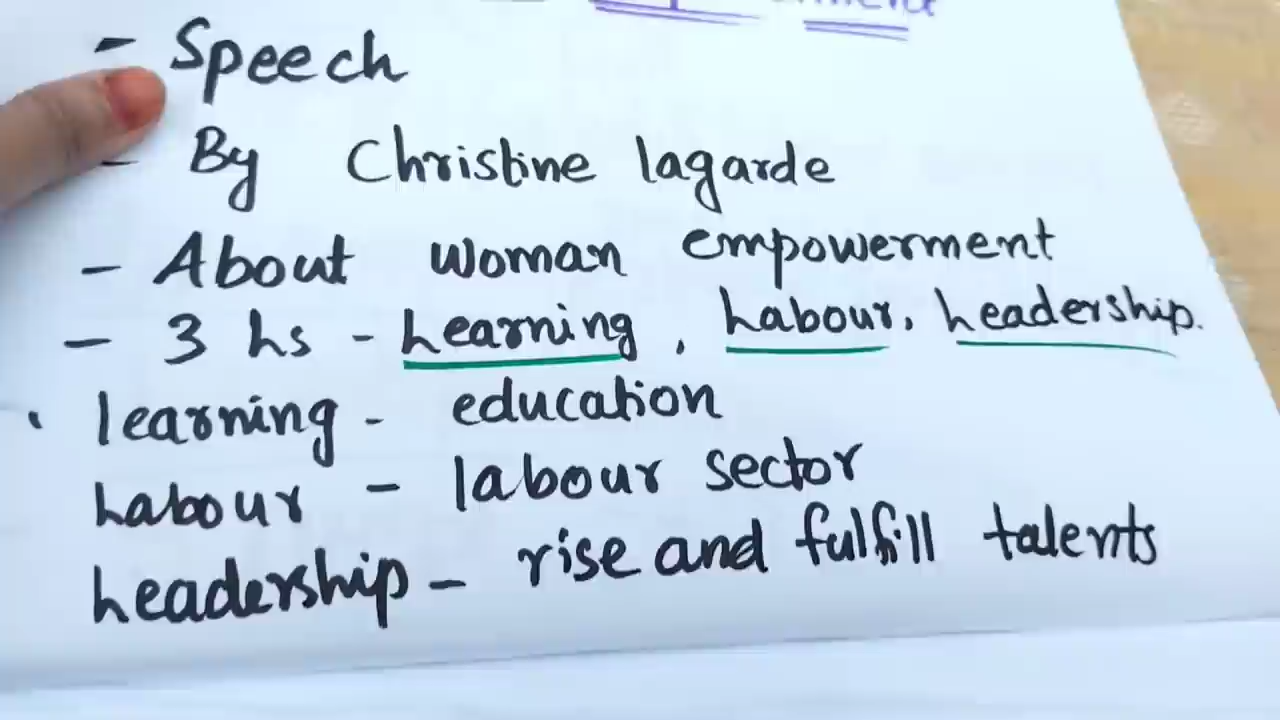 - Speech
- By Christine lagarde
- About woman empowerment
- 3 Ls - Learning, Labour, Leadership.
learning - education
Labour - labour sector
Leadership - rise and fulfill talents